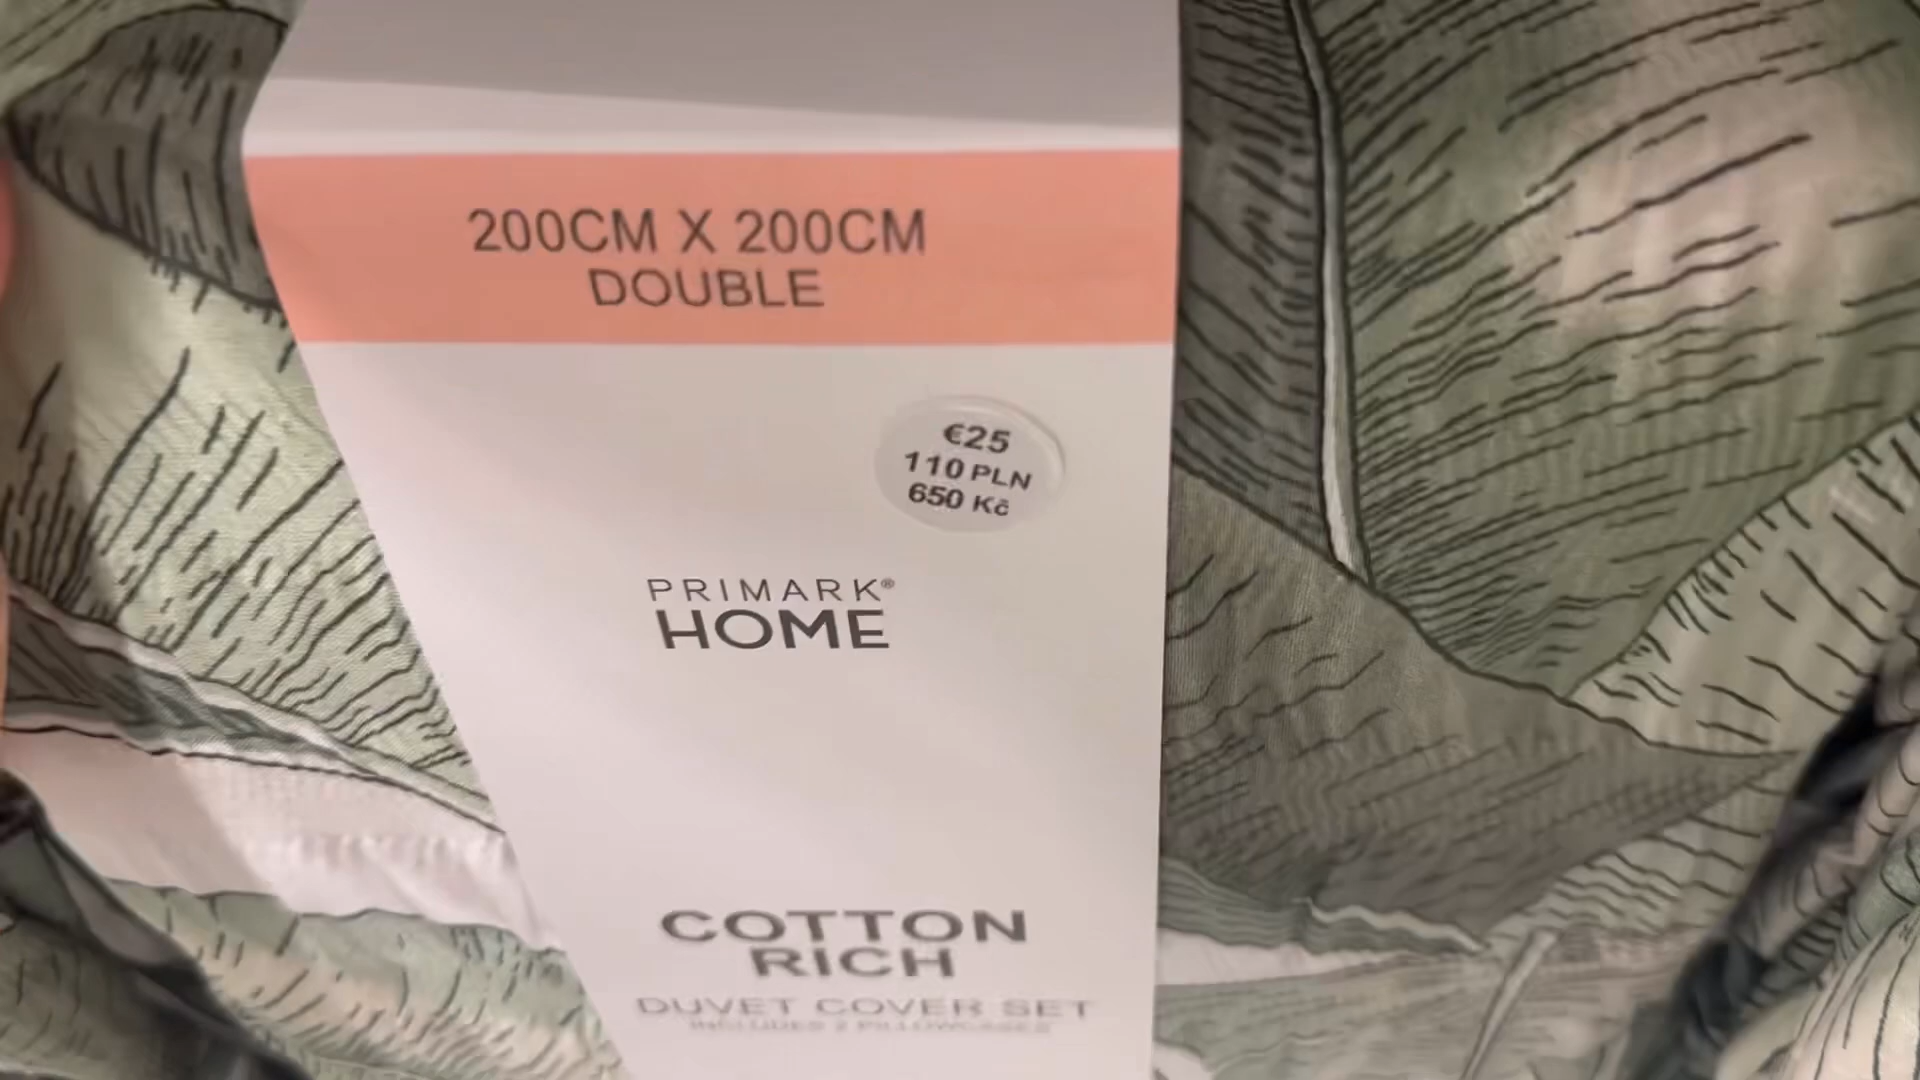 200CM X 200CM
DOUBLE
€25
110 PLN
650 Kč
PRIMARK®
HOME
COTTON
RICH
DUVET COVER SET
INCLUDES 2 PILLOWCASES